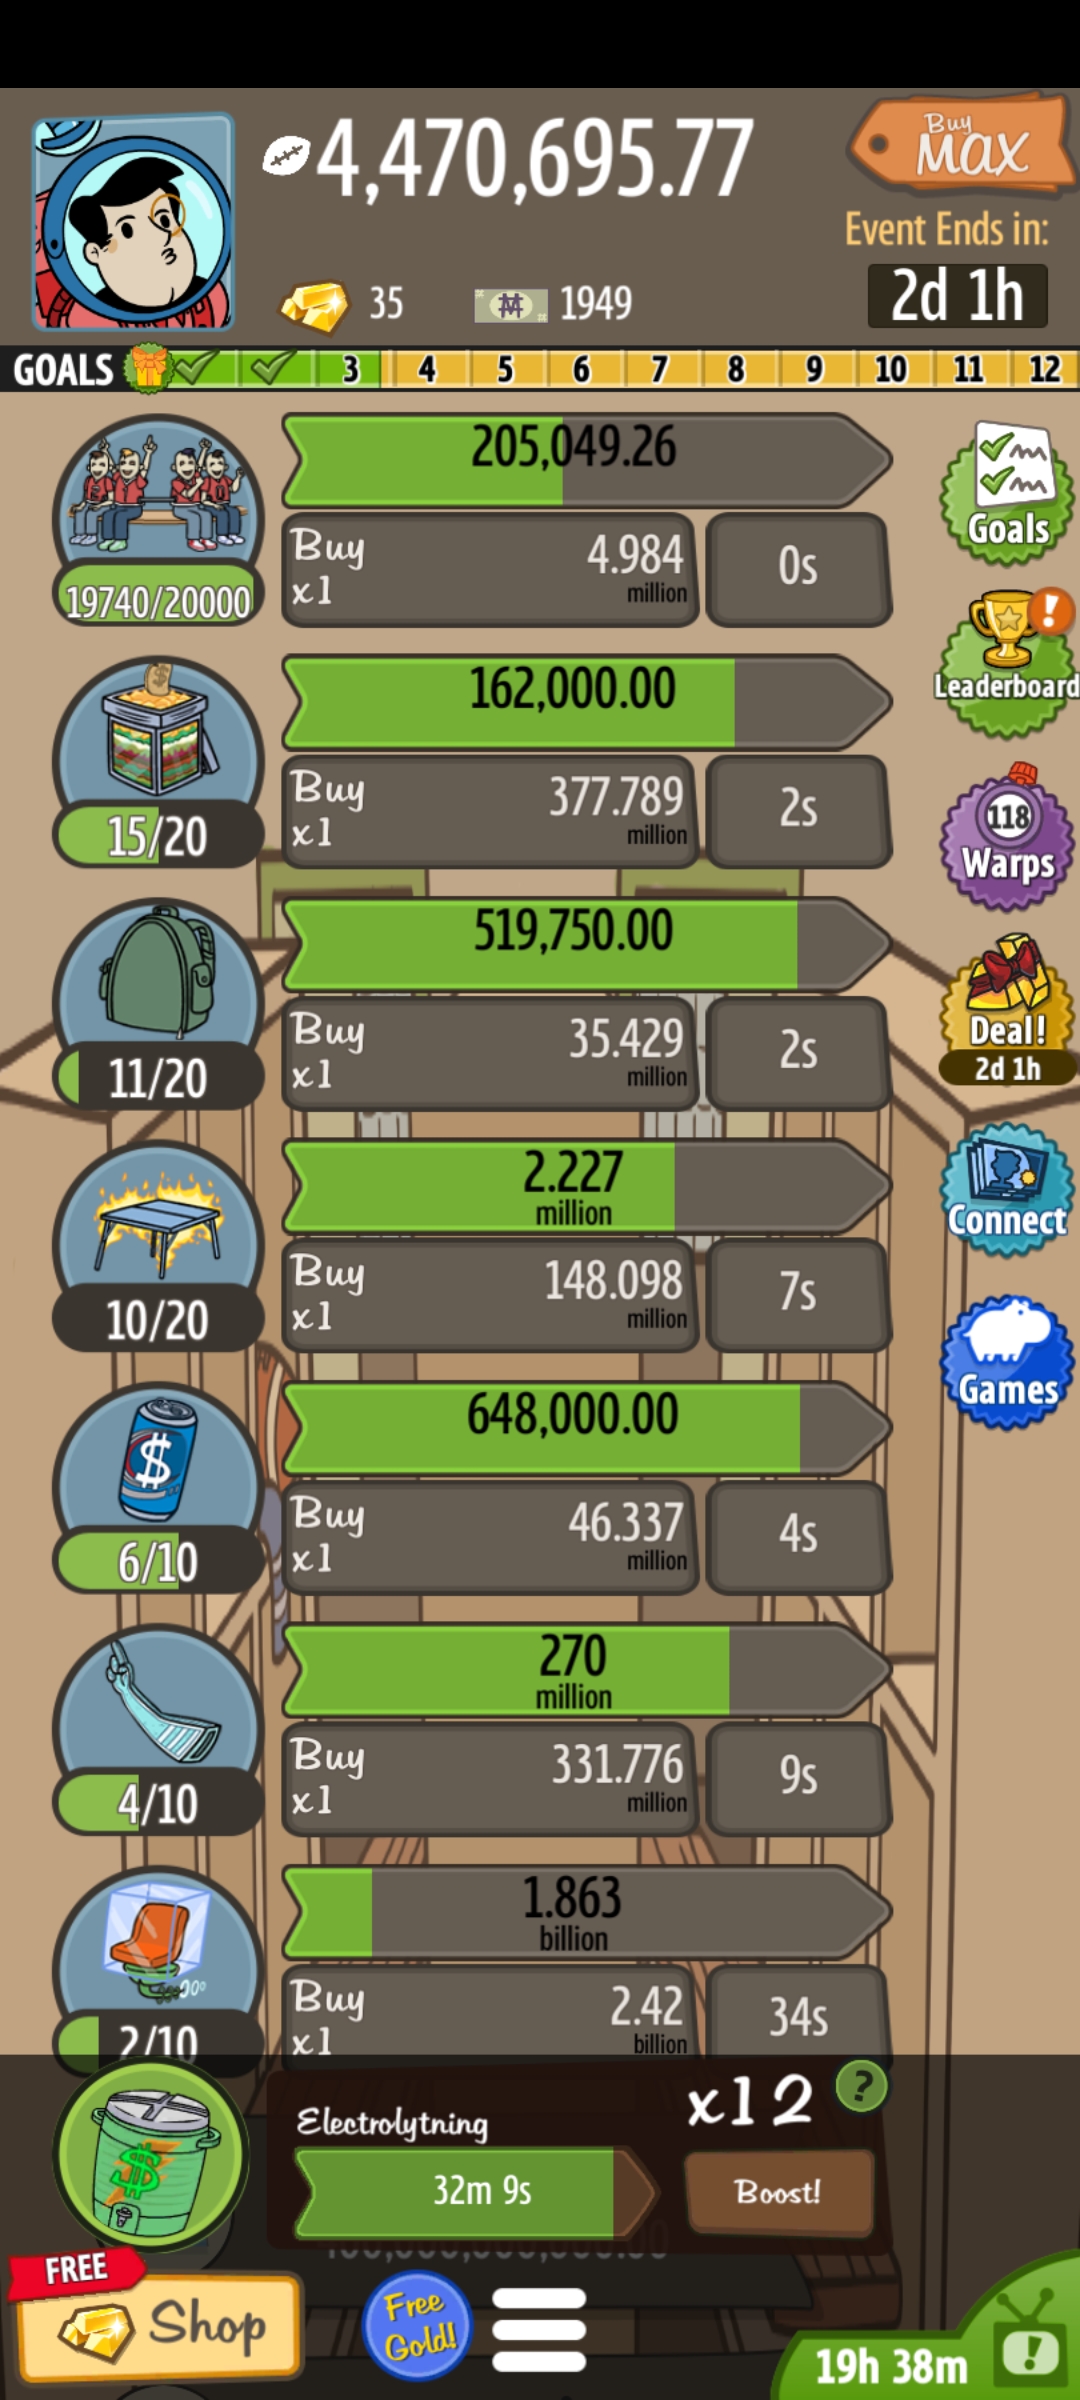 4,470,695.77
Buy
MAX
Event Ends in:
35
1949
2d 1h
GOALS 3 4 5 6 7 8 9 10 11 12
205,049.26
Buy
x1
4.984
million
0s
19740/20000
Goals
162,000.00
Buy
x1
377.789
million
2s
15/20
!
Leaderboard
519,750.00
Buy
x1
35.429
million
2s
11/20
118
Warps
Deal!
2d 1h
2.227
million
Buy
x1
148.098
million
7s
10/20
Connect
648,000.00
Buy
x1
46.337
million
4s
$
6/10
Games
270
million
Buy
x1
331.776
million
9s
4/10
1.863
billion
Buy
x1
2.42
billion
34s
2/10
Electrolytning
x12
?
$
32m 9s
Boost!
FREE
Shop
Free
Gold!
19h 38m
!